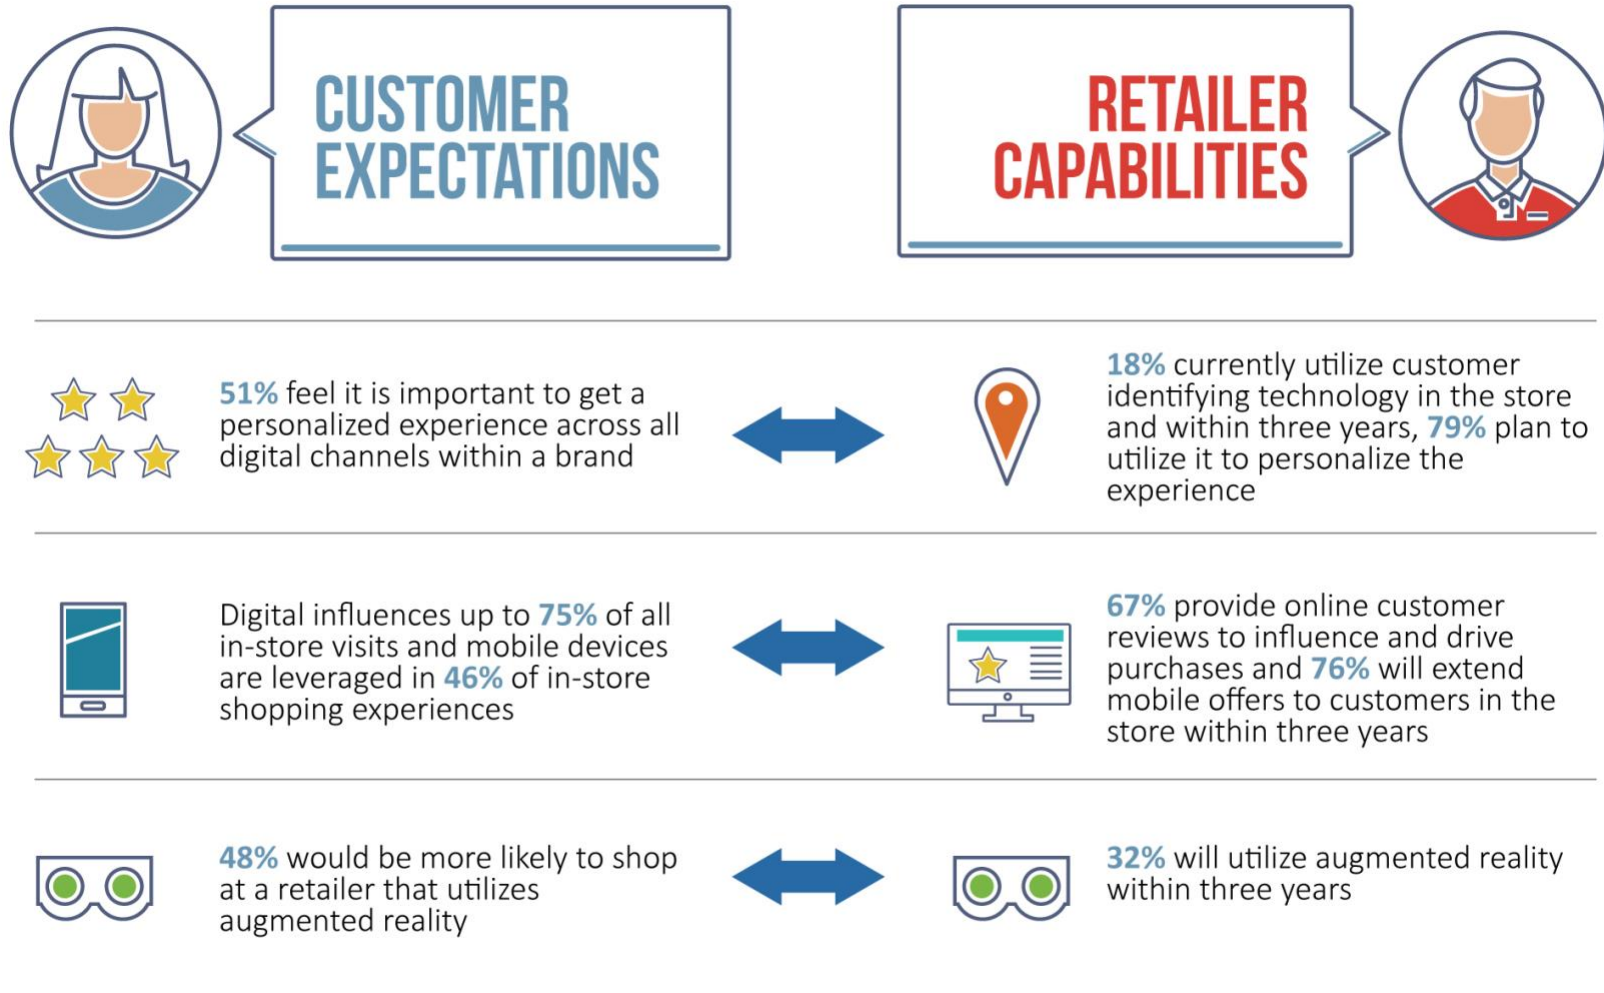 CUSTOMER
EXPECTATIONS
RETAILER
CAPABILITIES
51% feel it is important to get a
personalized experience across all
digital channels within a brand
18% currently utilize customer
identifying technology in the store
and within three years, 79% plan to
utilize it to personalize the
experience
Digital influences up to 75% of all
in-store visits and mobile devices
are leveraged in 46% of in-store
shopping experiences
67% provide online customer
reviews to influence and drive
purchases and 76% will extend
mobile offers to customers in the
store within three years
48% would be more likely to shop
at a retailer that utilizes
augmented reality
32% will utilize augmented reality
within three years